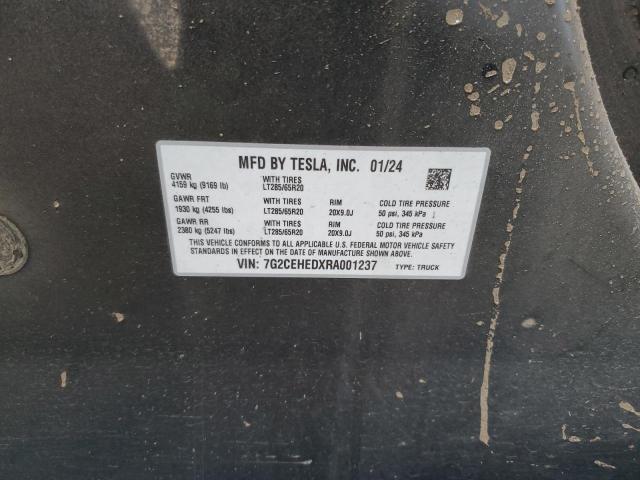 MFD BY TESLA, INC. 01/24
GVWR WITH TIRES
4159 kg (9169 lb) LT285/65R20
GAWR FRT WITH TIRES RIM COLD TIRE PRESSURE
1930 kg (4255 lbs) LT285/65R20 20X9.0J 50 psi, 345 kPa
GAWR RR WITH TIRES RIM COLD TIRE PRESSURE
2380 kg (5247 lbs) LT285/65R20 20X9.0J 50 psi, 345 kPa
THIS VEHICLE CONFORMS TO ALL APPLICABLE U.S. FEDERAL MOTOR VEHICLE SAFETY
STANDARDS IN EFFECT ON THE DATE OF MANUFACTURE SHOWN ABOVE.
VIN: 7G2CEHEDXRA001237 TYPE: TRUCK